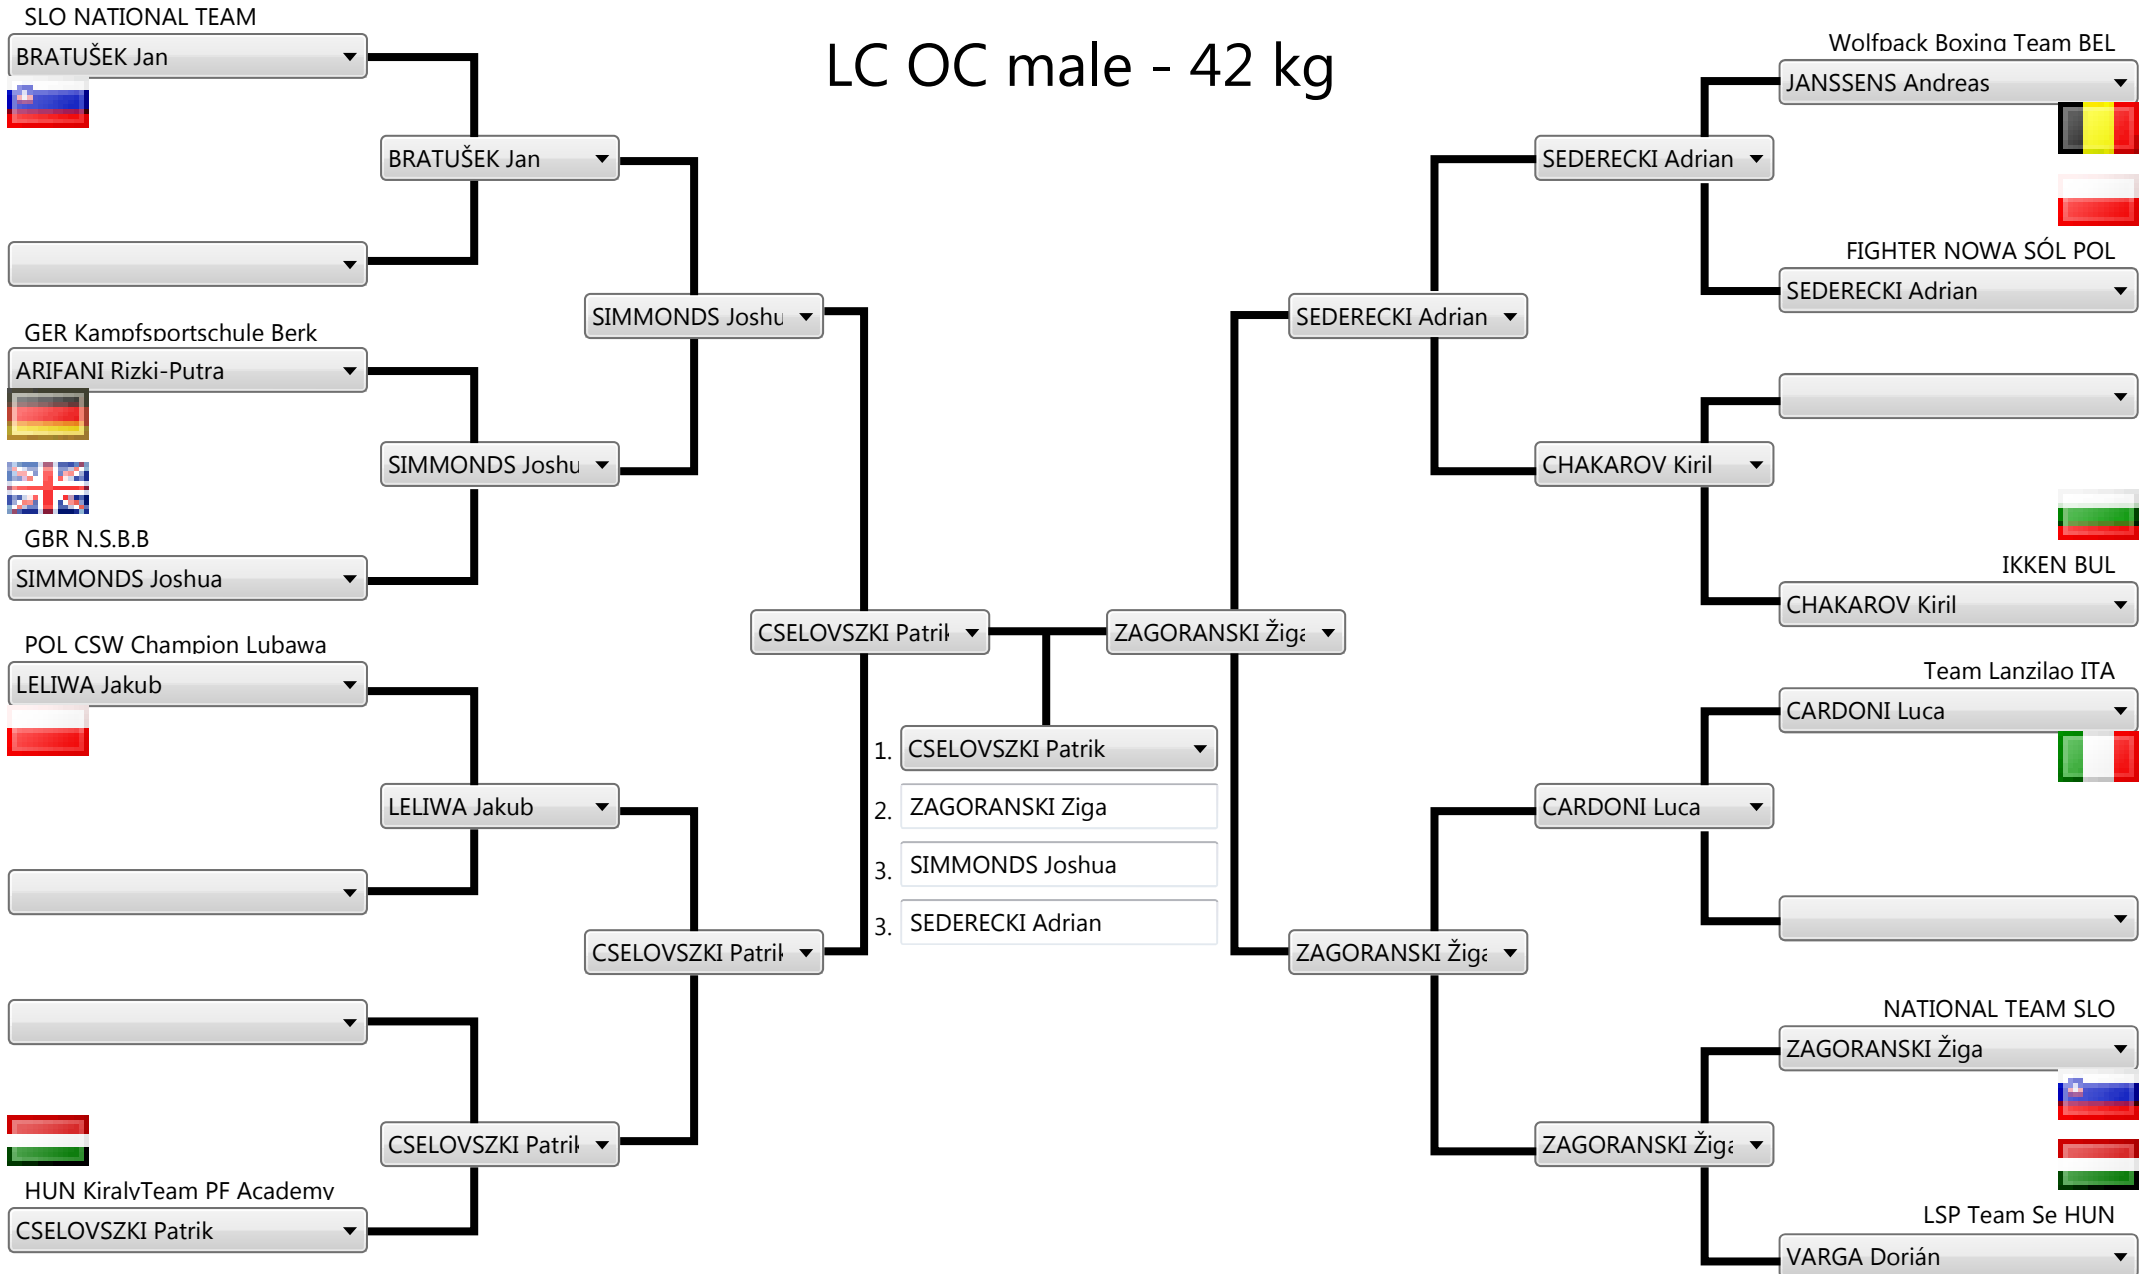 LC OC male - 42 kg
SLO NATIONAL TEAM
BRATUŠEK Jan
GER Kampfsportschule Berk
ARIFANI Rizki-Putra
GBR N.S.B.B
SIMMONDS Joshua
POL CSW Champion Lubawa
LELIWA Jakub
HUN KiralyTeam PF Academy
CSELOVSZKI Patrik
BRATUŠEK Jan
SIMMONDS Joshu
LELIWA Jakub
CSELOVSZKI Patrik
SIMMONDS Joshu
CSELOVSZKI Patrik
CSELOVSZKI Patrik
ZAGORANSKI Žiga
1. CSELOVSZKI Patrik
2. ZAGORANSKI Ziga
3. SIMMONDS Joshua
3. SEDERECKI Adrian
SEDERECKI Adrian
ZAGORANSKI Žiga
SEDERECKI Adrian
CHAKAROV Kiril
CARDONI Luca
ZAGORANSKI Žiga
Wolfpack Boxing Team BEL
JANSSENS Andreas
FIGHTER NOWA SÓL POL
SEDERECKI Adrian
IKKEN BUL
CHAKAROV Kiril
Team Lanzilao ITA
CARDONI Luca
NATIONAL TEAM SLO
ZAGORANSKI Žiga
LSP Team Se HUN
VARGA Dorián